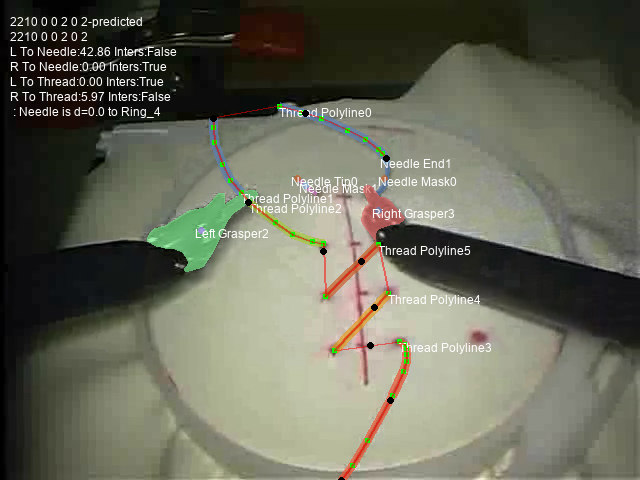 2210 0 0 2 0 2-predicted
2210 0 0 2 0 2
L To Needle:42.86 Inters:False
R To Needle:0.00 Inters:True
L To Thread:0.00 Inters:True
R To Thread:5.97 Inters:False
: Needle is d=0.0 to Ring_4
Thread Polyline0
Needle End1
Needle Tip0
Needle Mask0
Needle Mask1
Thread Polyline1
Thread Polyline2
Right Grasper3
Left Grasper2
Thread Polyline5
Thread Polyline4
Thread Polyline3